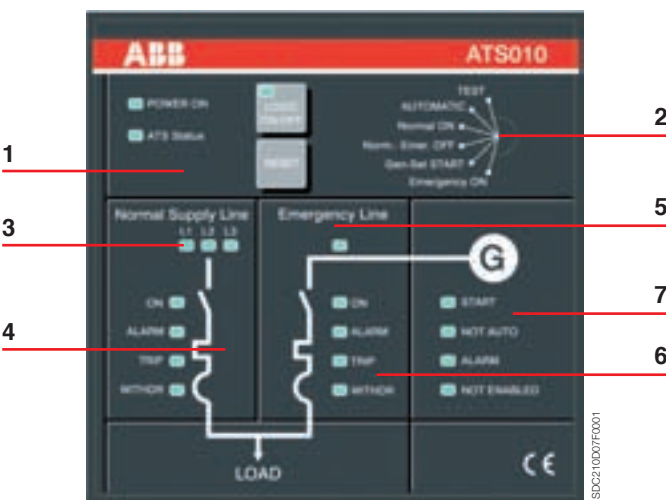 ABB ATS010
POWER ON
ATS Status
LOGIC
ON/OFF
RESET
TEST
AUTOMATIC
Normal ON
Norm.- Emer. OFF
Gen-Set START
Emergency ON
1
2
Normal Supply Line
L1 L2 L3
Emergency Line
3
5
G
ON
ALARM
TRIP
WITHDR
4
ON
ALARM
TRIP
WITHDR
6
START
NOT AUTO
ALARM
NOT ENABLED
7
LOAD
CE
SDC210D07F0001